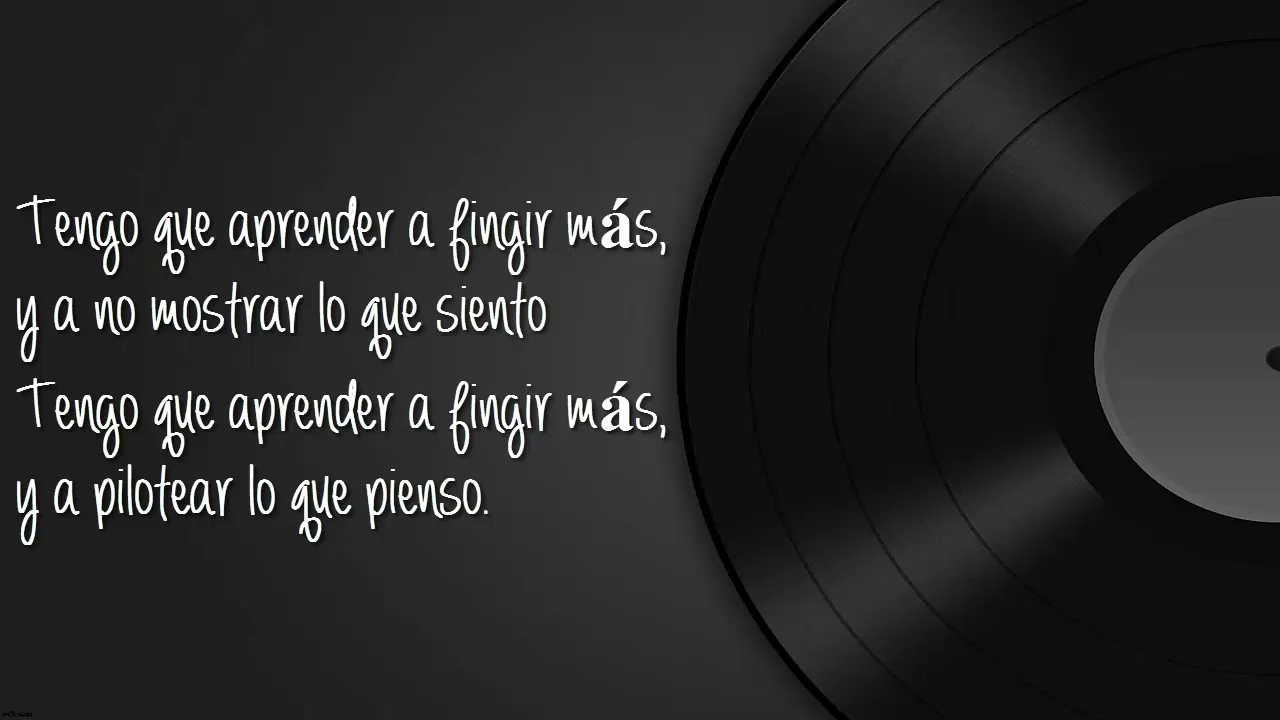 Tengo que aprender a fingir más,
y a no mostrar lo que siento
Tengo que aprender a fingir más,
y a pilotear lo que pienso.